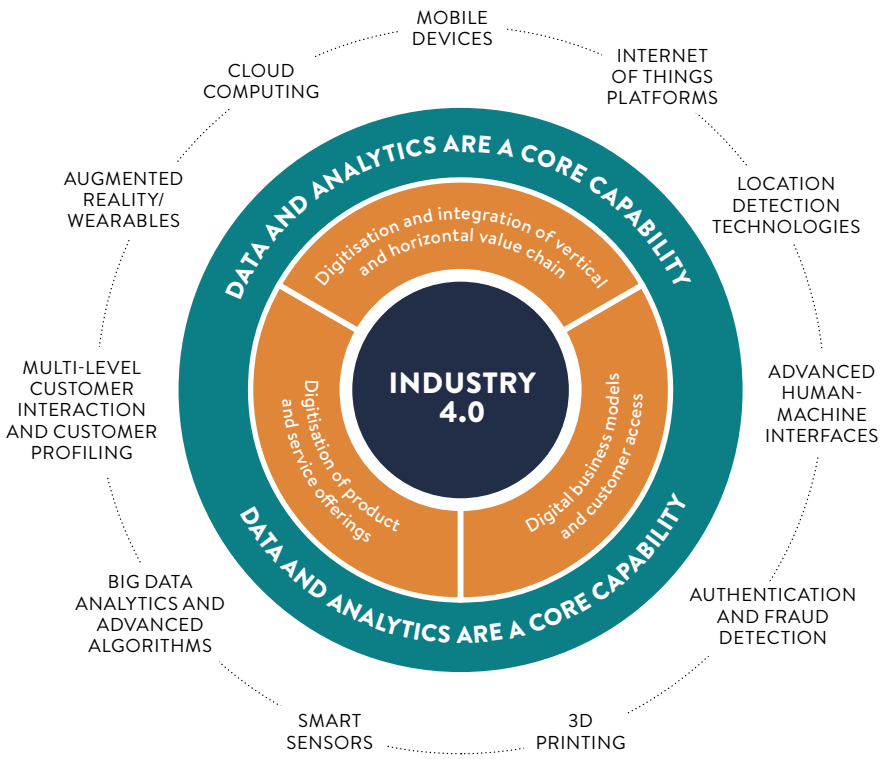 MOBILE
DEVICES
INTERNET
OF THINGS
PLATFORMS
LOCATION
DETECTION
TECHNOLOGIES
ADVANCED
HUMAN-
MACHINE
INTERFACES
AUTHENTICATION
AND FRAUD
DETECTION
3D
PRINTING
SMART
SENSORS
BIG DATA
ANALYTICS AND
ADVANCED
ALGORITHMS
MULTI-LEVEL
CUSTOMER
INTERACTION
AND CUSTOMER
PROFILING
AUGMENTED
REALITY/
WEARABLES
CLOUD
COMPUTING
DATA AND ANALYTICS ARE A CORE CAPABILITY
Digitisation and integration of vertical
and horizontal value chain
Digital business models
and customer access
Digitisation of product
and service offerings
INDUSTRY
4.0
DATA AND ANALYTICS ARE A CORE CAPABILITY